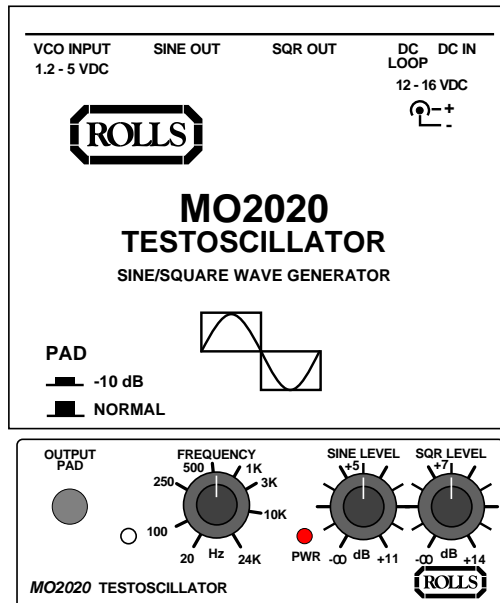 VCO INPUT SINE OUT SQR OUT DC LOOP DC IN
1.2 - 5 VDC
12 - 16 VDC
+
-
ROLLS
MO2020
TESTOSCILLATOR
SINE/SQUARE WAVE GENERATOR
PAD
-10 dB
NORMAL
OUTPUT PAD
FREQUENCY
20
100
250
500
1K
3K
10K
24K
Hz
PWR
SINE LEVEL
+5
-∞ dB +11
SQR LEVEL
+7
-∞ dB +14
MO2020 TESTOSCILLATOR
ROLLS